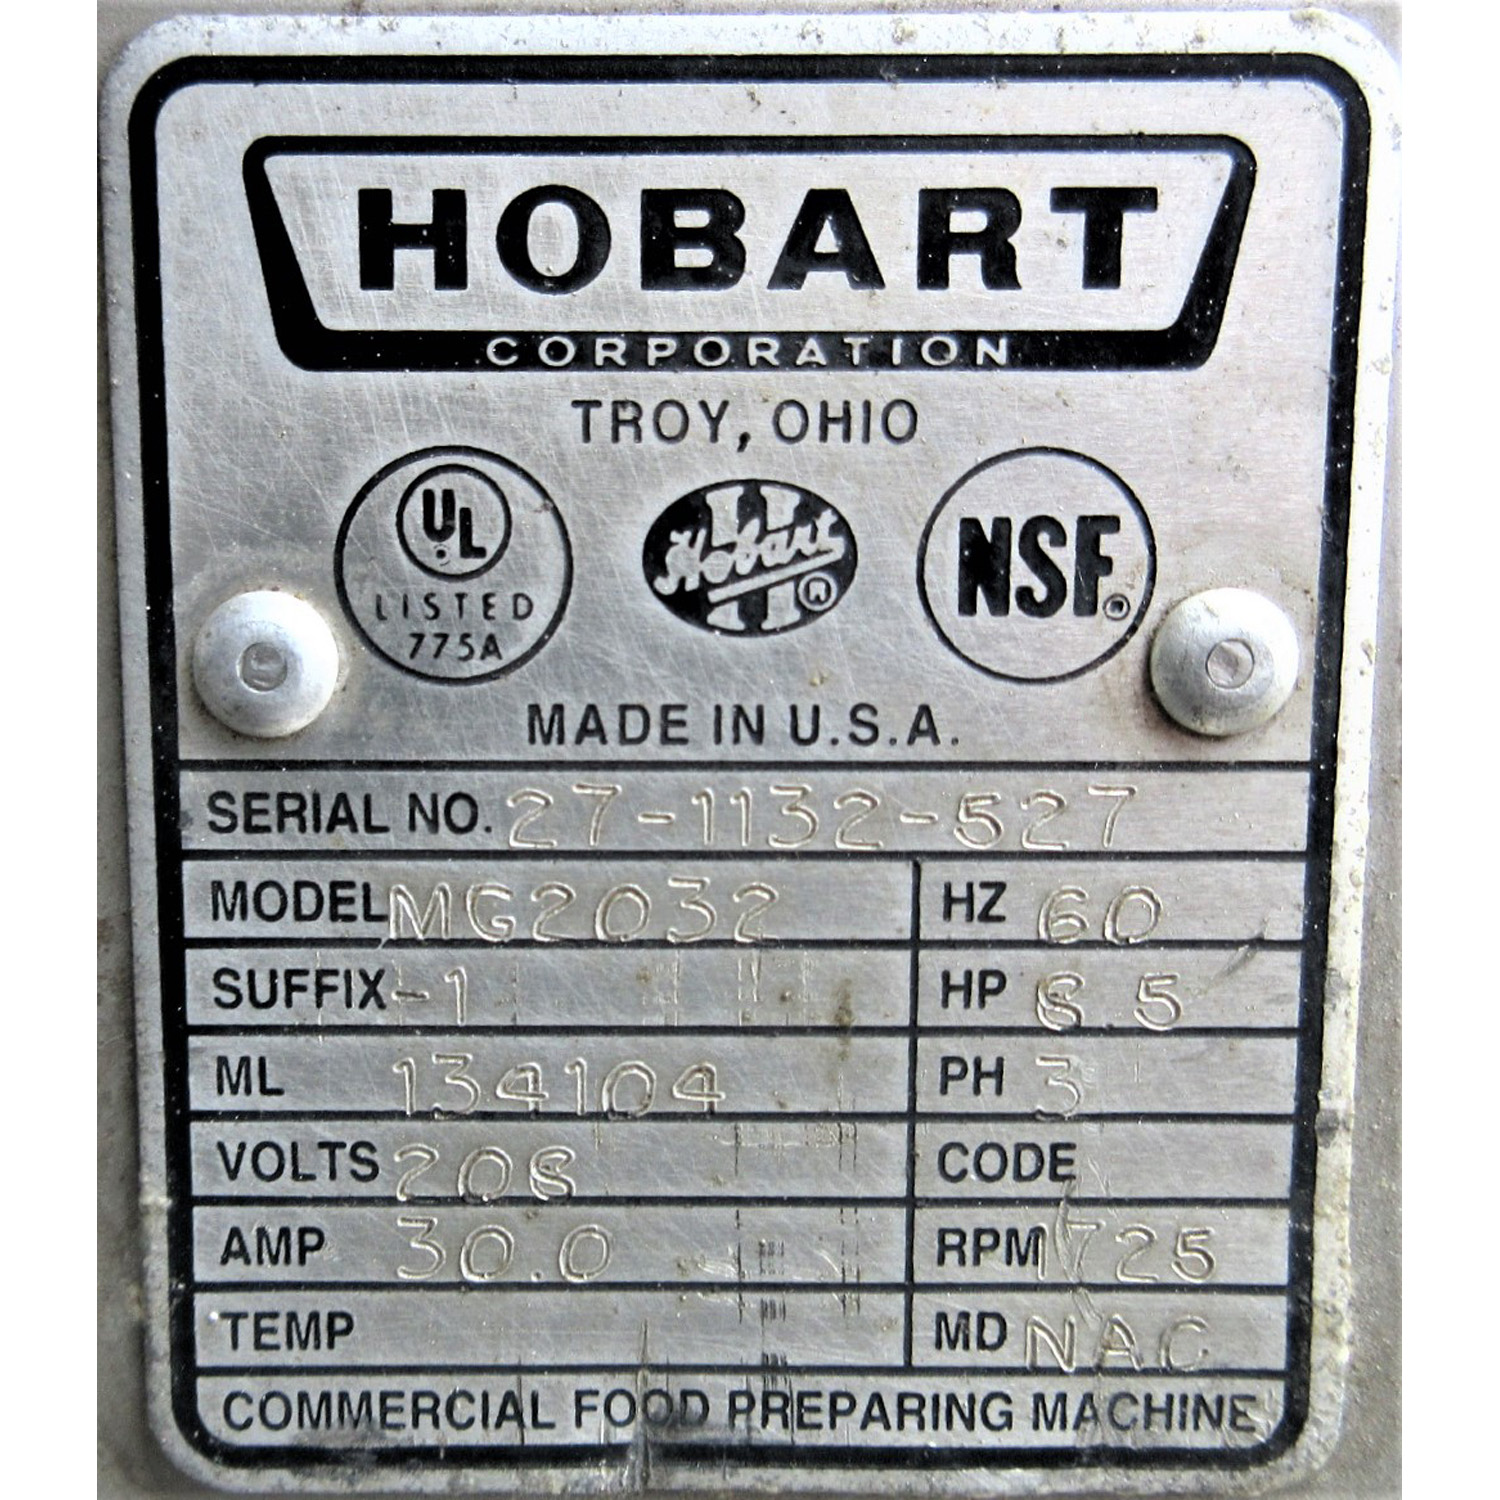 HOBART
CORPORATION
TROY, OHIO
UL
LISTED
775A
Hobart ®
NSF®
MADE IN U.S.A.
SERIAL NO. 27-1132-527
MODEL MG2032 HZ 60
SUFFIX -1 HP 8 5
ML 134104 PH 3
VOLTS 208 CODE
AMP 30.0 RPM 1725
TEMP MD NAC
COMMERCIAL FOOD PREPARING MACHINE